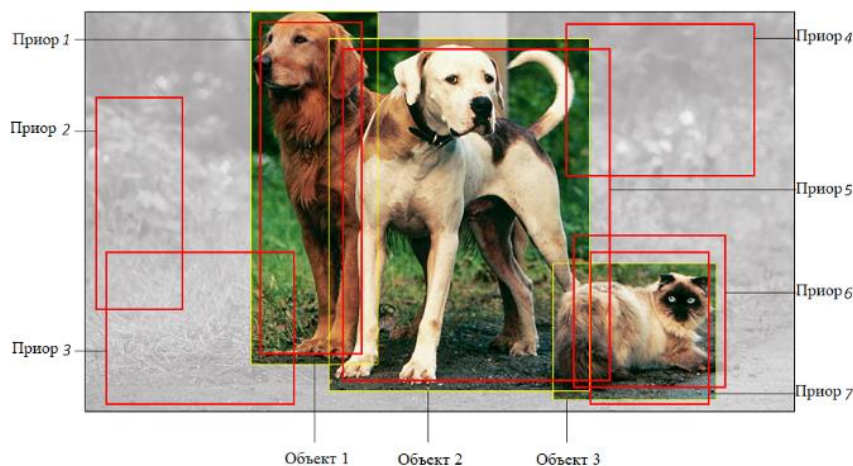 Приор 1
Приор 2
Приор 3
Приор 4
Приор 5
Приор 6
Приор 7
Объект 1
Объект 2
Объект 3